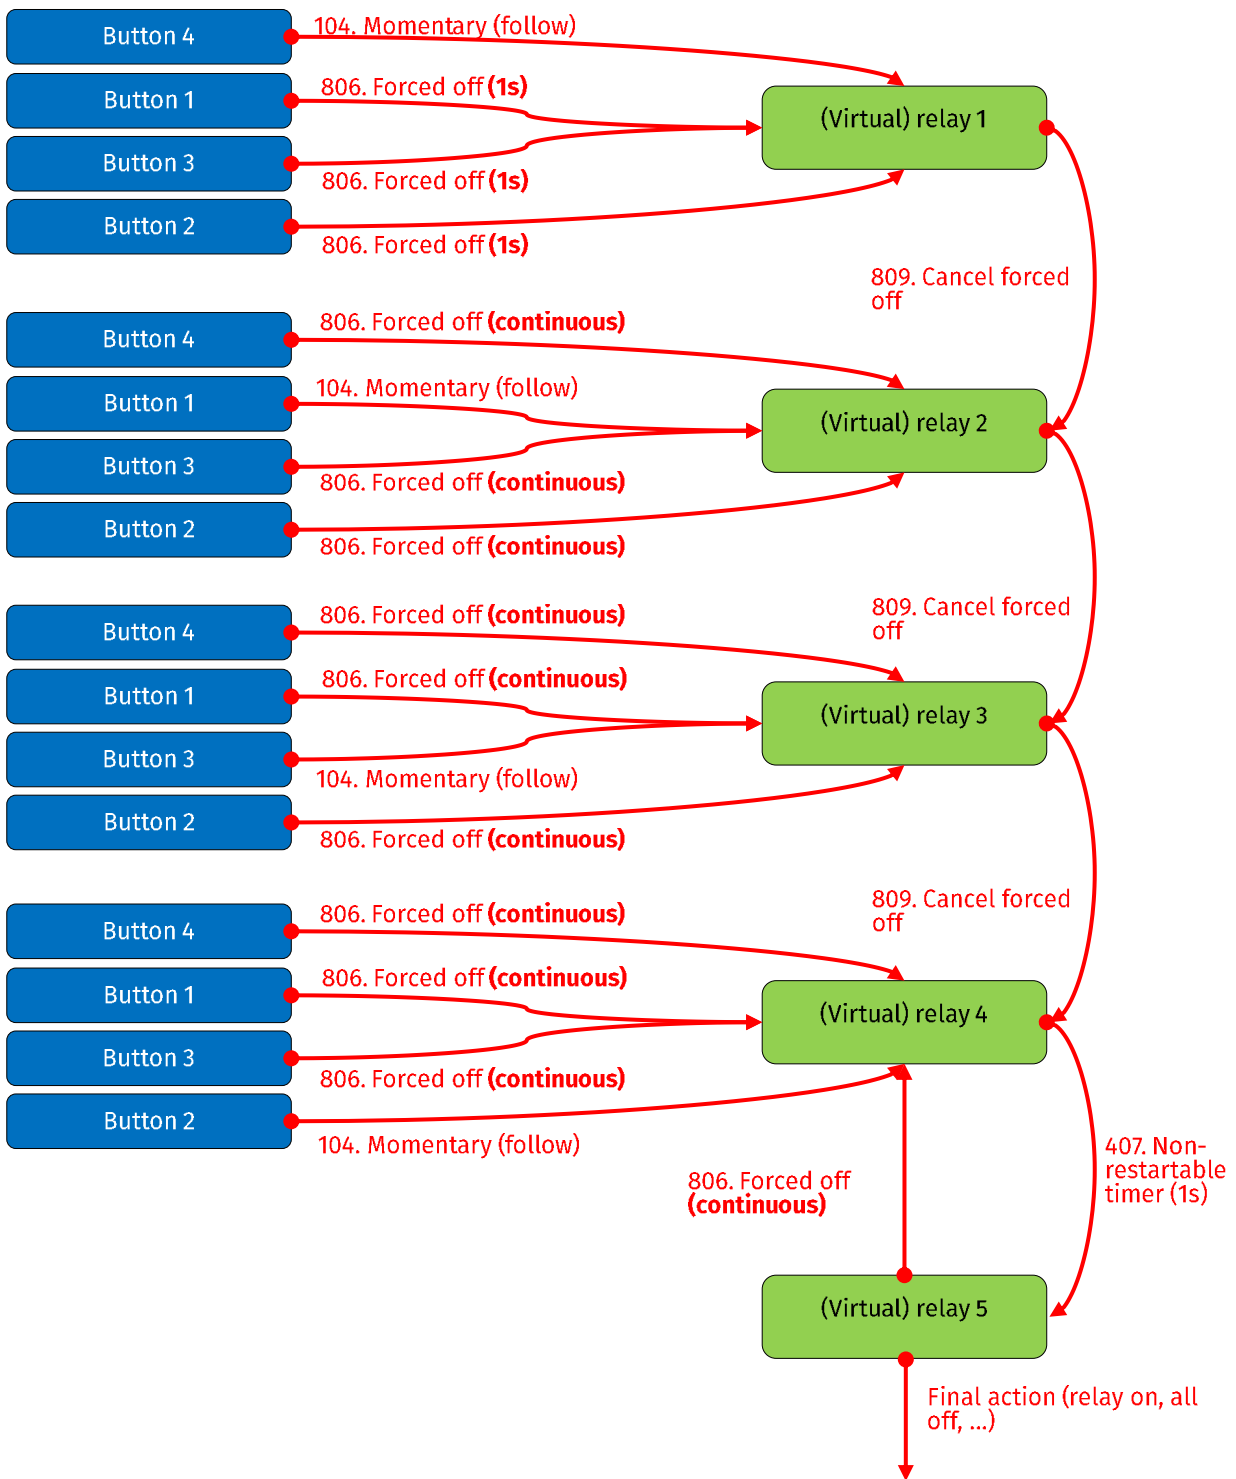 Button 4
104. Momentary (follow)
Button 1
806. Forced off (1s)
(Virtual) relay 1
Button 3
806. Forced off (1s)
Button 2
806. Forced off (1s)
809. Cancel forced
off
Button 4
806. Forced off (continuous)
Button 1
104. Momentary (follow)
(Virtual) relay 2
Button 3
806. Forced off (continuous)
Button 2
806. Forced off (continuous)
809. Cancel forced
off
Button 4
806. Forced off (continuous)
Button 1
806. Forced off (continuous)
(Virtual) relay 3
Button 3
104. Momentary (follow)
Button 2
806. Forced off (continuous)
809. Cancel forced
off
Button 4
806. Forced off (continuous)
Button 1
806. Forced off (continuous)
(Virtual) relay 4
Button 3
806. Forced off (continuous)
Button 2
104. Momentary (follow)
407. Non-
restartable
timer (1s)
806. Forced off
(continuous)
(Virtual) relay 5
Final action (relay on, all
off, ...)